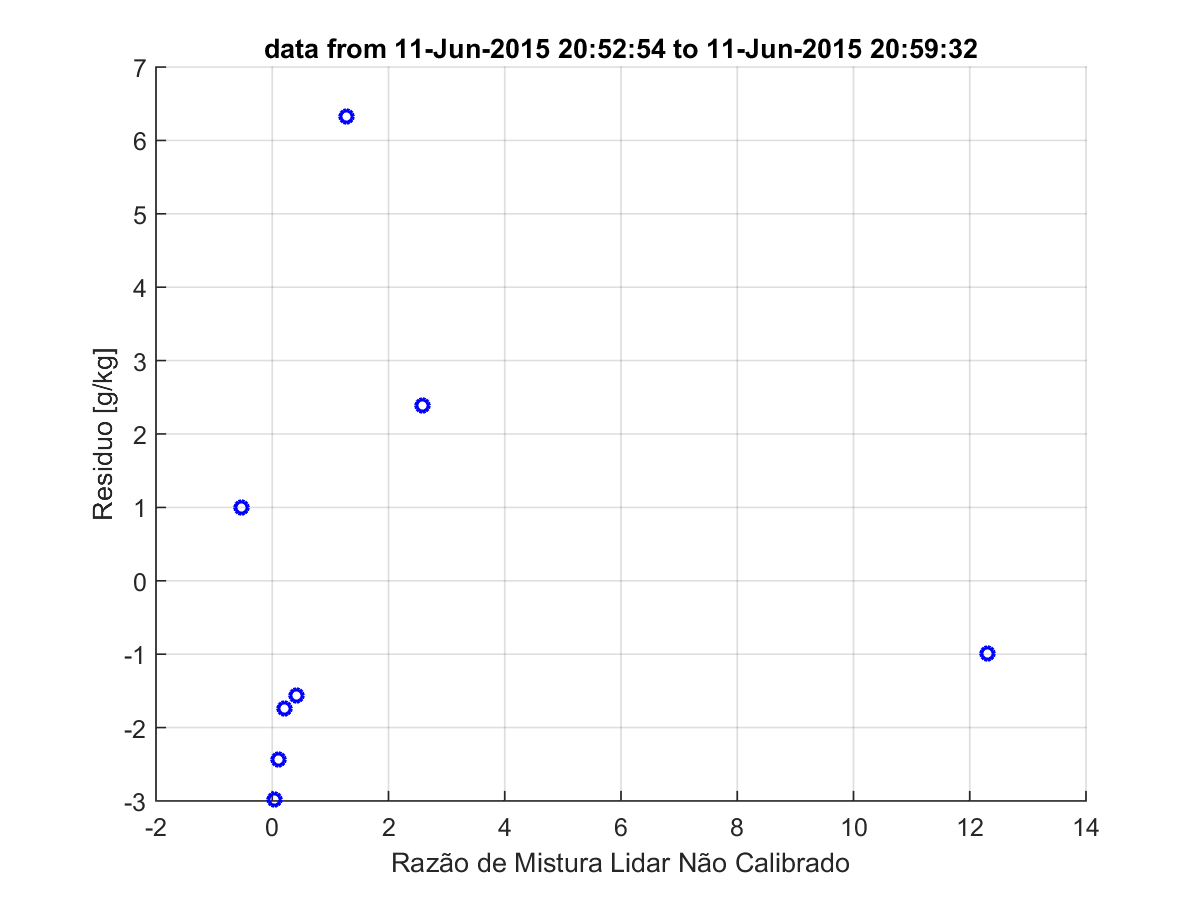 data from 11-Jun-2015 20:52:54 to 11-Jun-2015 20:59:32
7
6
5
4
3
2
1
0
-1
-2
-3
Residuo [g/kg]
-2 0 2 4 6 8 10 12 14
Razão de Mistura Lidar Não Calibrado